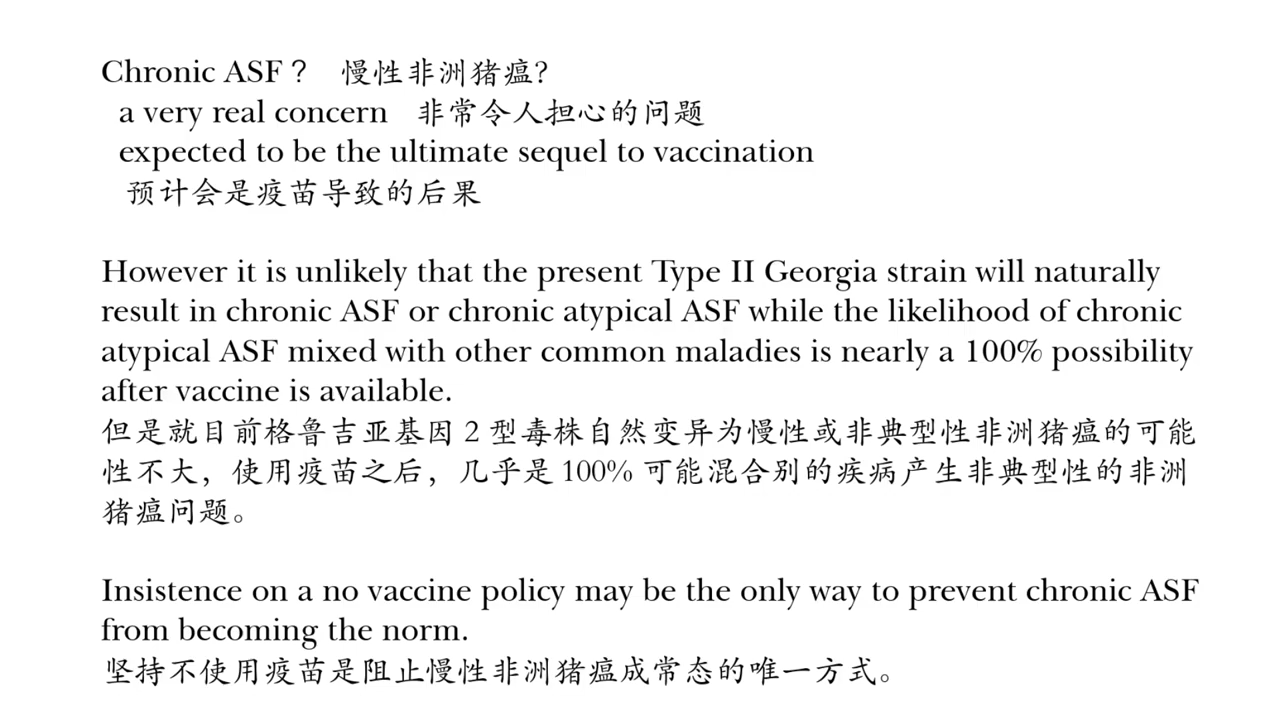 Chronic ASF？ 慢性非洲猪瘟?
a very real concern 非常令人担心的问题
expected to be the ultimate sequel to vaccination
预计会是疫苗导致的后果
However it is unlikely that the present Type II Georgia strain will naturally
result in chronic ASF or chronic atypical ASF while the likelihood of chronic
atypical ASF mixed with other common maladies is nearly a 100% possibility
after vaccine is available.
但是就目前格鲁吉亚基因 2 型毒株自然变异为慢性或非典型性非洲猪瘟的可能
性不大，使用疫苗之后，几乎是 100% 可能混合别的疾病产生非典型性的非洲
猪瘟问题。
Insistence on a no vaccine policy may be the only way to prevent chronic ASF
from becoming the norm.
坚持不使用疫苗是阻止慢性非洲猪瘟成常态的唯一方式。